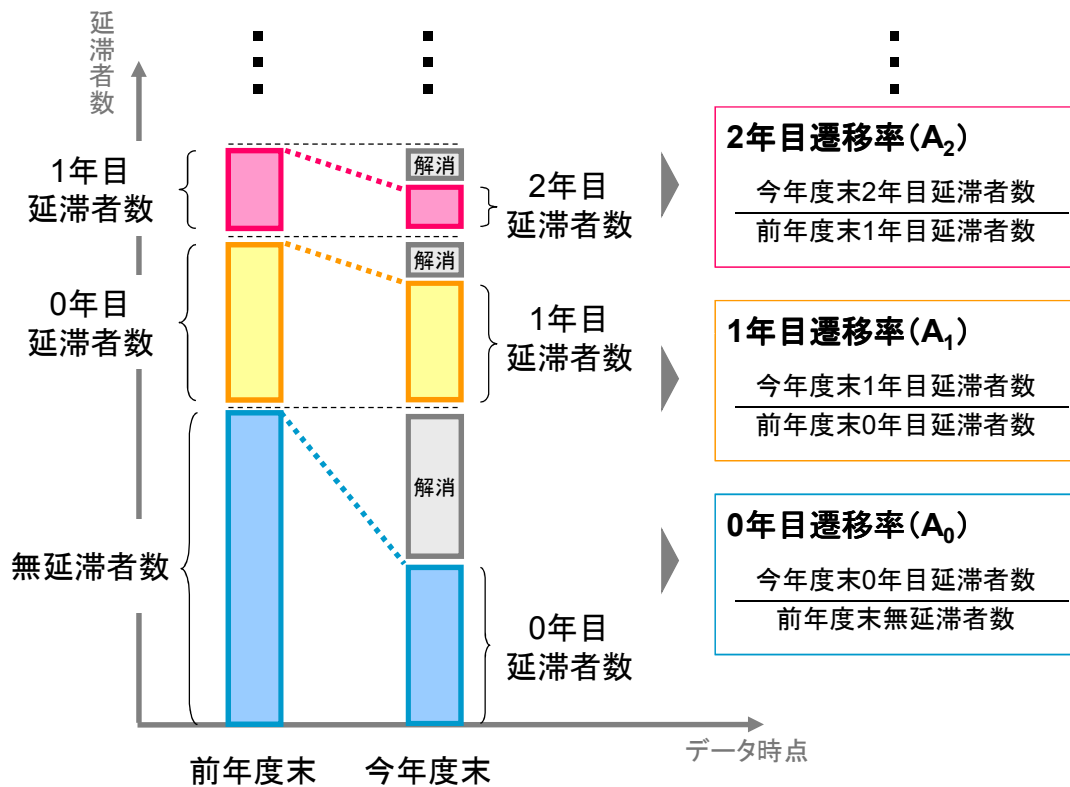 延滞者数
1年目
延滞者数
0年目
延滞者数
無延滞者数
解消
2年目
延滞者数
解消
1年目
延滞者数
解消
0年目
延滞者数
前年度末
今年度末
データ時点
2年目遷移率(A2)
今年度末2年目延滞者数
前年度末1年目延滞者数
1年目遷移率(A1)
今年度末1年目延滞者数
前年度末0年目延滞者数
0年目遷移率(A0)
今年度末0年目延滞者数
前年度末無延滞者数